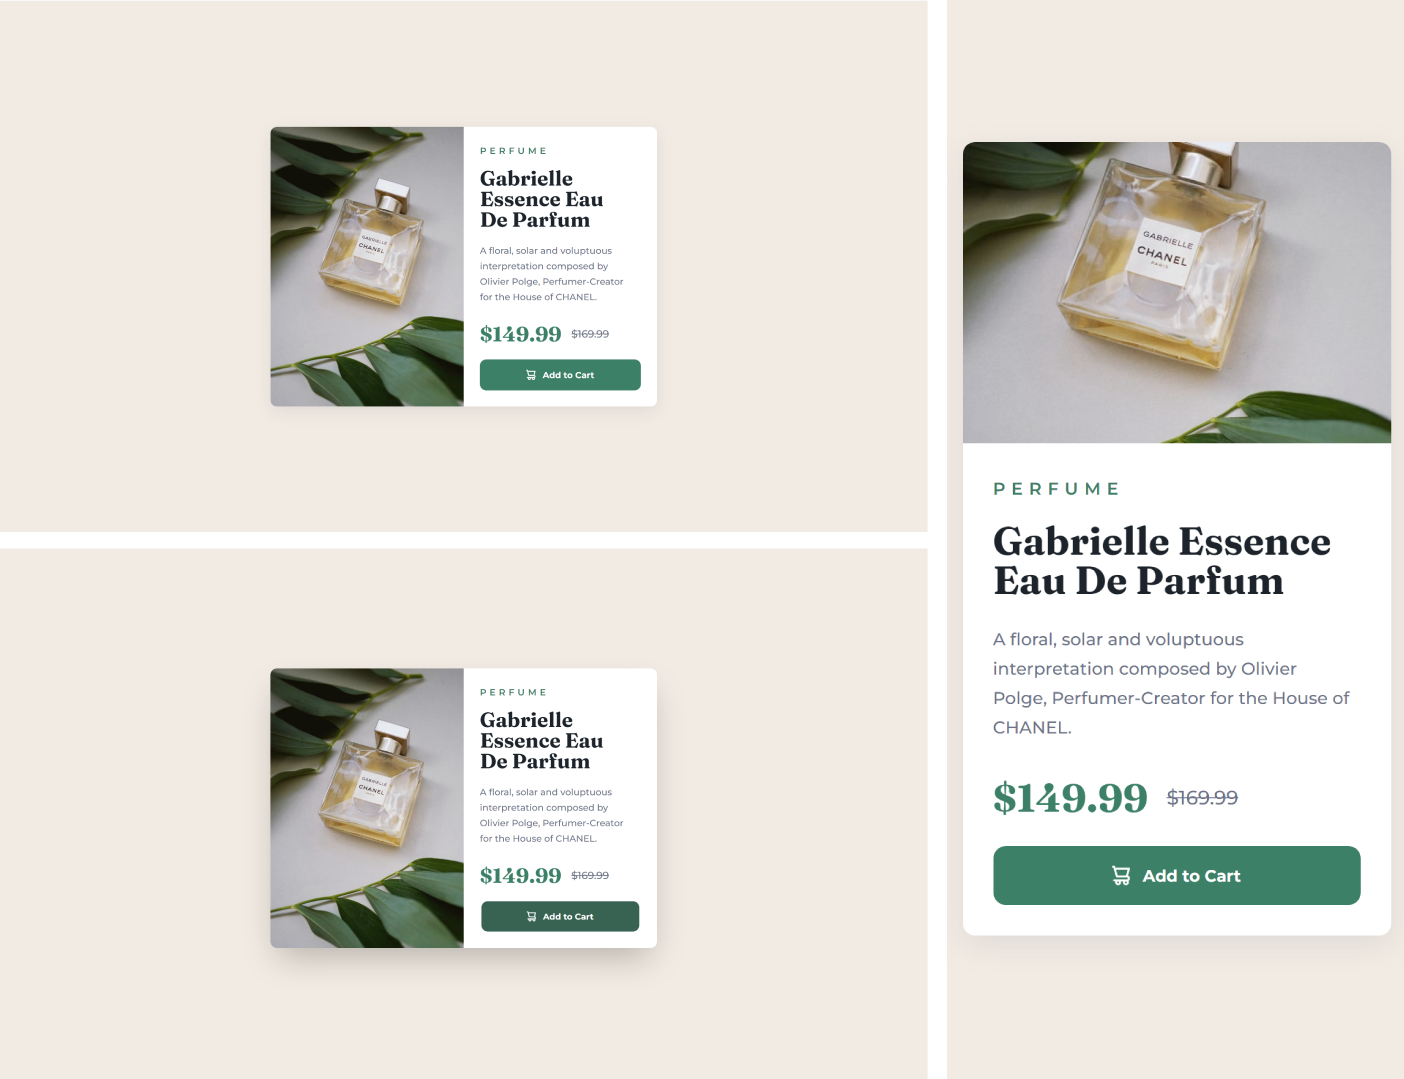 GABRIELLE
CHANEL
PARIS
PERFUME
Gabrielle
Essence Eau
De Parfum
A floral, solar and voluptuous
interpretation composed by
Olivier Polge, Perfumer-Creator
for the House of CHANEL.
$149.99 $169.99
Add to Cart
GABRIELLE
CHANEL
PARIS
PERFUME
Gabrielle
Essence Eau
De Parfum
A floral, solar and voluptuous
interpretation composed by
Olivier Polge, Perfumer-Creator
for the House of CHANEL.
$149.99 $169.99
Add to Cart
GABRIELLE
CHANEL
PARIS
PERFUME
Gabrielle Essence
Eau De Parfum
A floral, solar and voluptuous
interpretation composed by Olivier
Polge, Perfumer-Creator for the House of
CHANEL.
$149.99 $169.99
Add to Cart